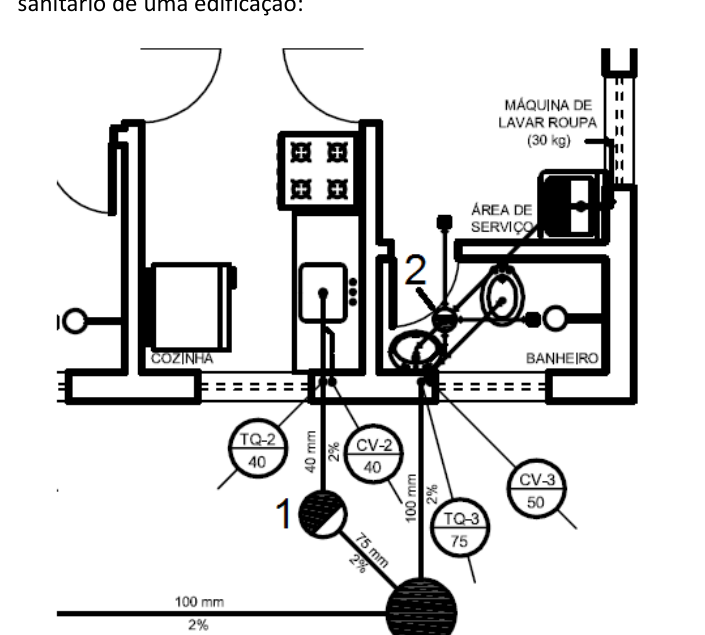 sanitário de uma edificação:
MÁQUINA DE
LAVAR ROUPA
(30 kg)
ÁREA DE
SERVIÇO
2
COZINHA
BANHEIRO
TQ-2
40
40 mm
2%
CV-2
40
100 mm
2%
CV-3
50
TQ-3
75
1
75 mm
2%
100 mm
2%